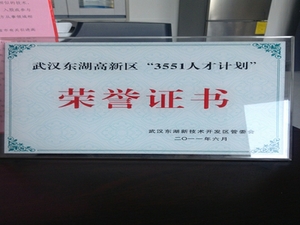 武汉东湖高新区“3551人才计划”
荣誉证书
武汉东湖新技术开发区管委会
二〇一一年六月